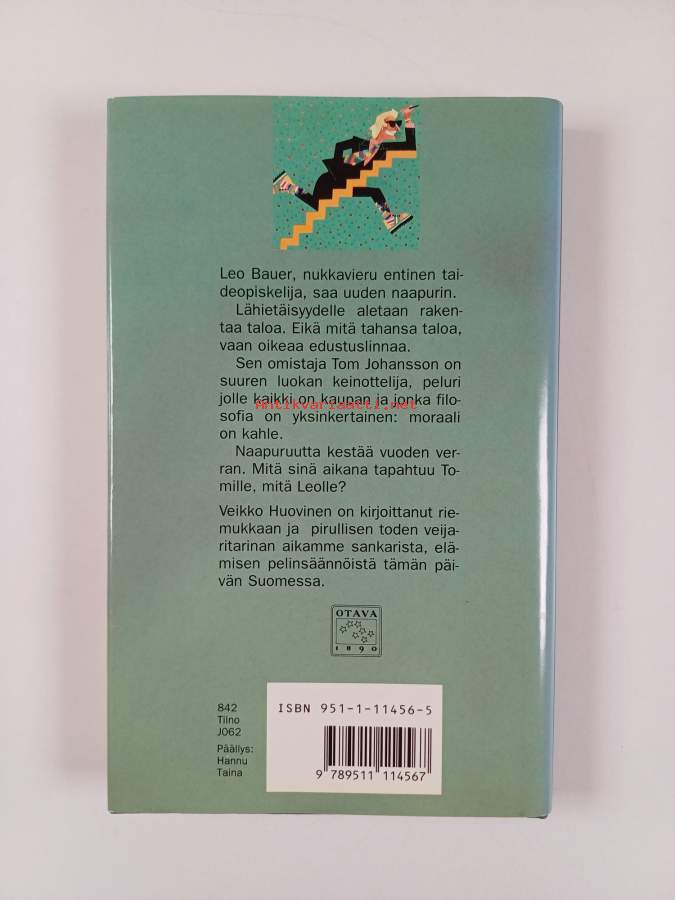 Leo Bauer, nukkavieru entinen tai-
deopiskelija, saa uuden naapurin.
Lähietäisyydelle aletaan raken-
taa taloa. Eikä mitä tahansa taloa,
vaan oikeaa edustuslinnaa.
Sen omistaja Tom Johansson on
suuren luokan keinottelija, peluri
jolle kaikki on kaupan ja jonka filo-
Antikvariaatti.net
sofia on yksinkertainen: moraali
on kahle.
Naapuruutta kestää vuoden ver-
ran. Mitä sinä aikana tapahtuu To-
mille, mitä Leolle?
Veikko Huovinen on kirjoittanut rie-
mukkaan ja pirullisen toden veija-
ritarinan aikamme sankarista, elä-
misen pelinsäännöistä tämän päi-
vän Suomessa.
OTAVA
1890
842
Tilno
J062
Päällys:
Hannu
Taina
ISBN 951-1-11456-5
9 789511 114567